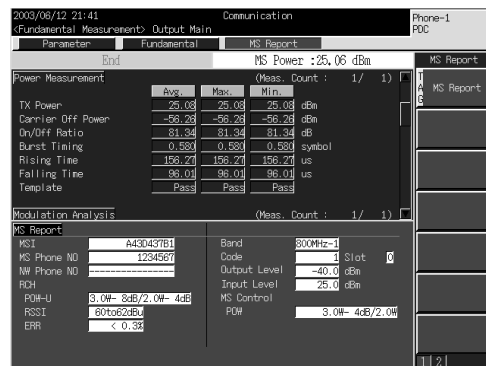 2003/06/12 21:41 Communication Phone-1
<Fundamental Measurement> Output Main PDC
Parameter Fundamental MS Report
End MS Power :25.06 dBm MS Report
Power Measurement (Meas. Count : 1/ 1)
TAG MS Report
Avg. Max. Min.
TX Power 25.08 25.08 25.08 dBm
Carrier Off Power -56.26 -56.26 -56.26 dBm
On/Off Ratio 81.34 81.34 81.34 dB
Burst Timing 0.580 0.580 0.580 symbol
Rising Time 156.27 156.27 156.27 us
Falling Time 96.01 96.01 96.01 us
Template Pass Pass Pass
Modulation Analysis (Meas. Count : 1/ 1)
MS Report
MSI A43D437B1 Band 800MHz-1
MS Phone NO 1234567 Code 1 Slot 0
NW Phone NO --------------- Output Level -40.0 dBm
RCH Input Level 25.0 dBm
POW-U 3.0W- 8dB/2.0W- 4dB MS Control
RSSI 60to62dBu POW 3.0W- 4dB/2.0W
ERR < 0.3%
1 2